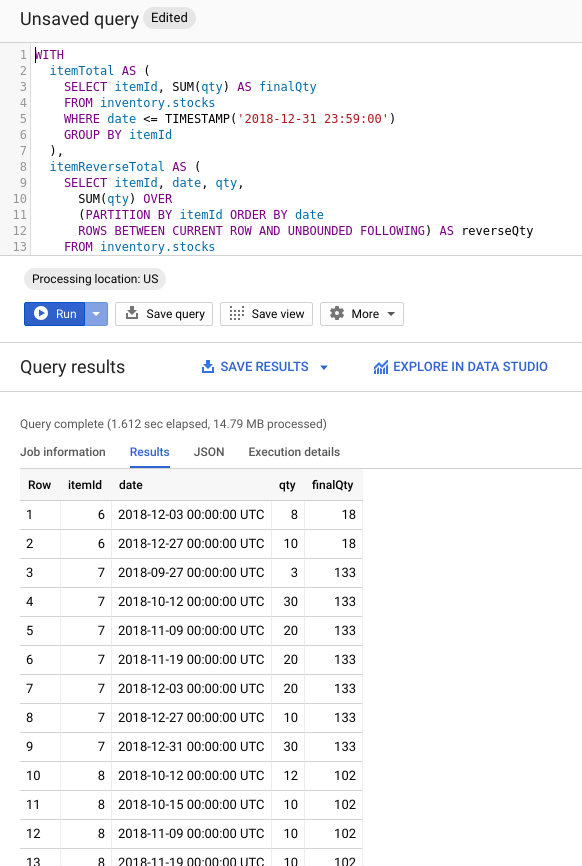 Unsaved query Edited
1 WITH
2 itemTotal AS (
3 SELECT itemId, SUM(qty) AS finalQty
4 FROM inventory.stocks
5 WHERE date <= TIMESTAMP('2018-12-31 23:59:00')
6 GROUP BY itemId
7 ),
8 itemReverseTotal AS (
9 SELECT itemId, date, qty,
10 SUM(qty) OVER
11 (PARTITION BY itemId ORDER BY date
12 ROWS BETWEEN CURRENT ROW AND UNBOUNDED FOLLOWING) AS reverseQty
13 FROM inventory.stocks
Processing location: US
Run Save query Save view More
Query results SAVE RESULTS EXPLORE IN DATA STUDIO
Query complete (1.612 sec elapsed, 14.79 MB processed)
Job information Results JSON Execution details
Row itemId date qty finalQty
1 6 2018-12-03 00:00:00 UTC 8 18
2 6 2018-12-27 00:00:00 UTC 10 18
3 7 2018-09-27 00:00:00 UTC 3 133
4 7 2018-10-12 00:00:00 UTC 30 133
5 7 2018-11-09 00:00:00 UTC 20 133
6 7 2018-11-19 00:00:00 UTC 20 133
7 7 2018-12-03 00:00:00 UTC 20 133
8 7 2018-12-27 00:00:00 UTC 10 133
9 7 2018-12-31 00:00:00 UTC 30 133
10 8 2018-10-12 00:00:00 UTC 12 102
11 8 2018-10-15 00:00:00 UTC 10 102
12 8 2018-11-09 00:00:00 UTC 10 102
13 8 2018-11-19 00:00:00 UTC 10 102